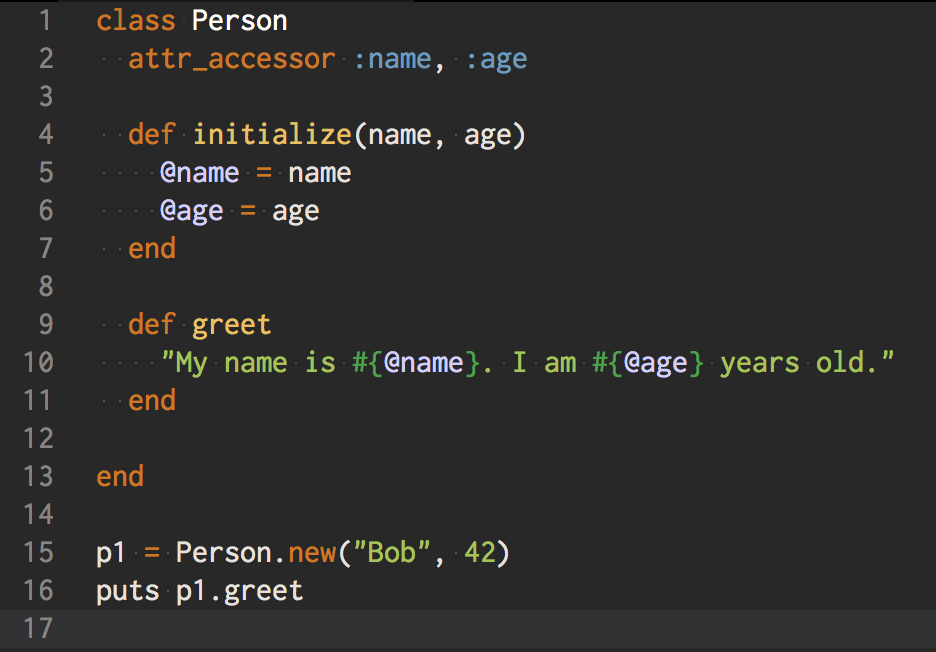 1 class Person
2   attr_accessor :name, :age
3
4   def initialize(name, age)
5     @name = name
6     @age = age
7   end
8
9   def greet
10     "My name is #{@name}. I am #{@age} years old."
11   end
12
13 end
14
15 p1 = Person.new("Bob", 42)
16 puts p1.greet
17